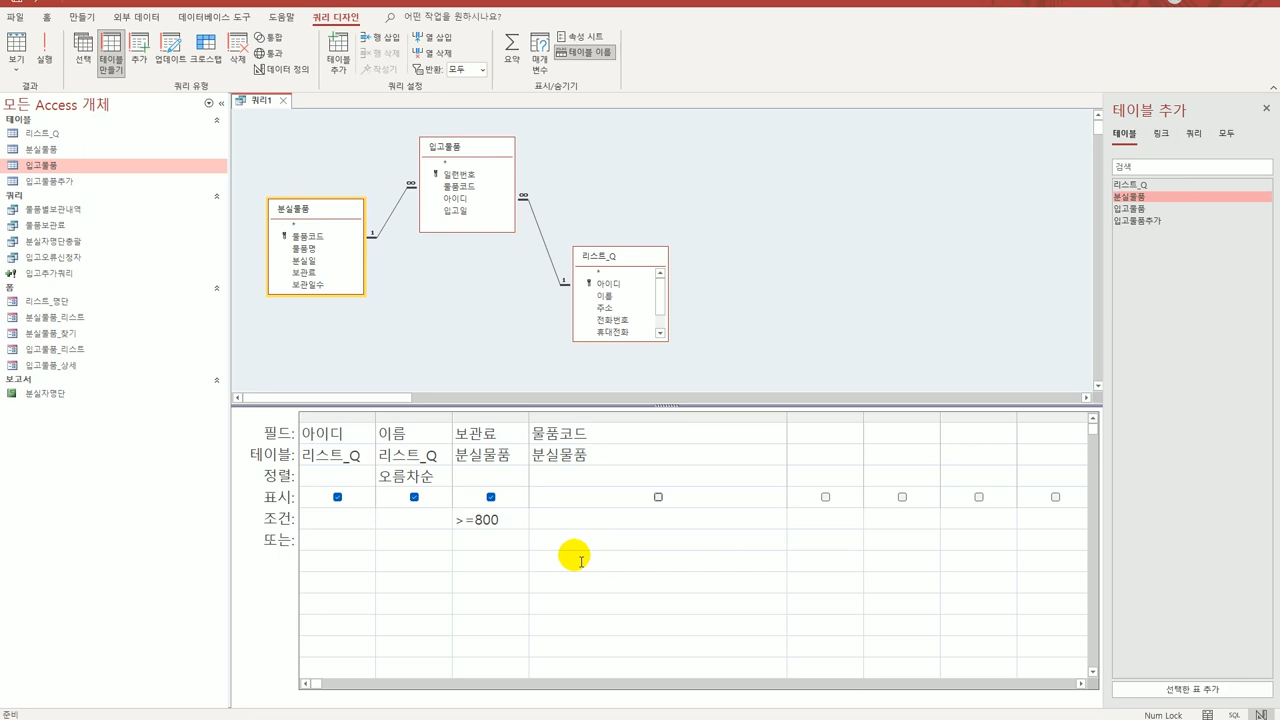 파일 홈 만들기 외부 데이터 데이터베이스 도구 도움말 쿼리 디자인 어떤 작업을 원하시나요?
보기 실행 선택 테이블 만들기 추가 업데이트 크로스탭 삭제 통합 통과 데이터 정의
테이블 추가 행 삽입 행 삭제 작성기 열 삽입 열 삭제 반환: 모두
요약 매개 변수 속성 시트 테이블 이름
결과 쿼리 유형 쿼리 설정 표시/숨기기
모든 Access 개체
테이블
리스트_Q
분실물품
입고물품
입고물품추가
쿼리
물품별보관내역
물품보관료
분실자명단총괄
입고오류신청자
입고추가쿼리
폼
리스트_명단
분실물품_리스트
분실물품_찾기
입고물품_리스트
입고물품_상세
보고서
분실자명단
쿼리1
분실물품
*
물품코드
물품명
분실일
보관료
보관일수
1 ∞
입고물품
*
일련번호
물품코드
아이디
입고일
∞ 1
리스트_Q
*
아이디
이름
주소
전화번호
휴대전화
필드: 아이디 이름 보관료 물품코드
테이블: 리스트_Q 리스트_Q 분실물품 분실물품
정렬: 오름차순
표시:
조건: >=800
또는:
테이블 추가
테이블 링크 쿼리 모두
검색
리스트_Q
분실물품
입고물품
입고물품추가
선택한 표 추가
준비 Num Lock SQL